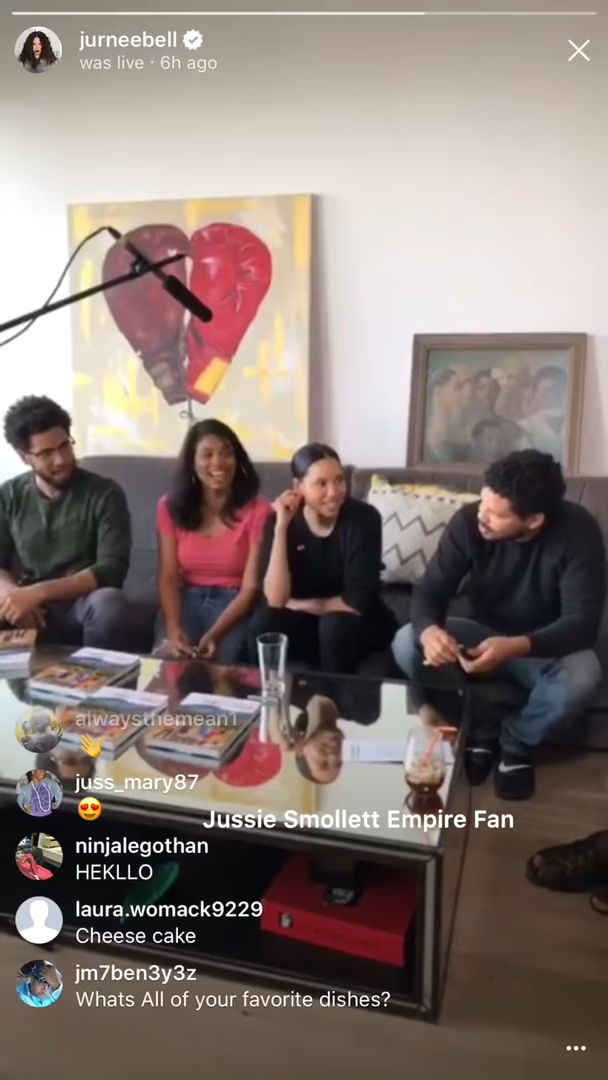 jurneebell
was live · 6h ago
alwaysthemean1
👋
juss_mary87
😍
Jussie Smollett Empire Fan
ninjalegothan
HEKLLO
laura.womack9229
Cheese cake
jm7ben3y3z
Whats All of your favorite dishes?